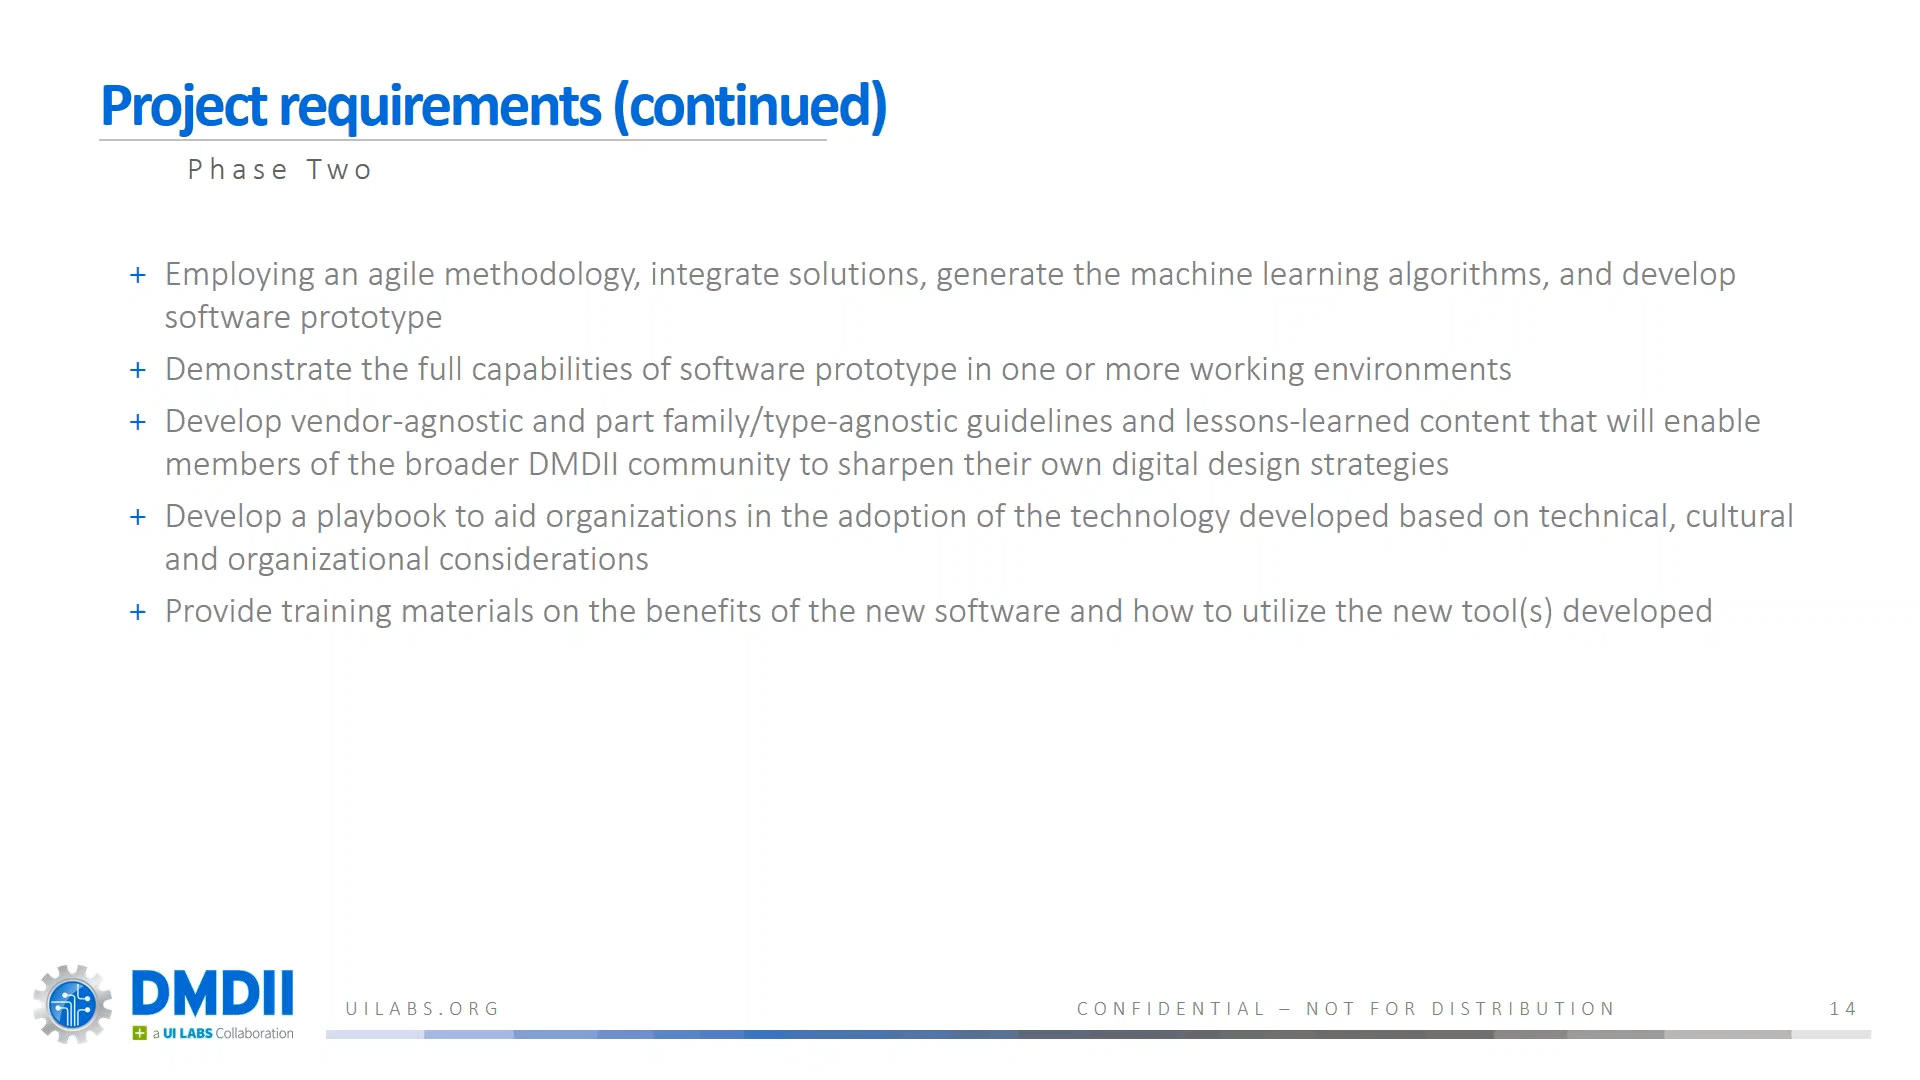 Project requirements (continued)
Phase Two
+ Employing an agile methodology, integrate solutions, generate the machine learning algorithms, and develop
software prototype
+ Demonstrate the full capabilities of software prototype in one or more working environments
+ Develop vendor-agnostic and part family/type-agnostic guidelines and lessons-learned content that will enable
members of the broader DMDII community to sharpen their own digital design strategies
+ Develop a playbook to aid organizations in the adoption of the technology developed based on technical, cultural
and organizational considerations
+ Provide training materials on the benefits of the new software and how to utilize the new tool(s) developed
DMDII
+ a UI LABS Collaboration
UILABS.ORG
CONFIDENTIAL – NOT FOR DISTRIBUTION
14